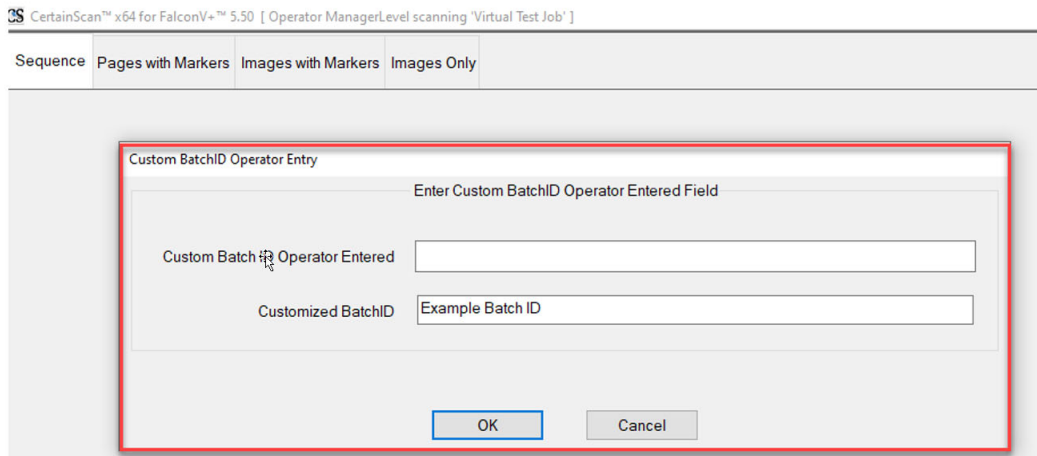 CS CertainScan™ x64 for FalconV+™ 5.50 [ Operator ManagerLevel scanning 'Virtual Test Job' ]
Sequence Pages with Markers Images with Markers Images Only
Custom BatchID Operator Entry
Enter Custom BatchID Operator Entered Field
Custom Batch ID Operator Entered
Customized BatchID Example Batch ID
OK Cancel